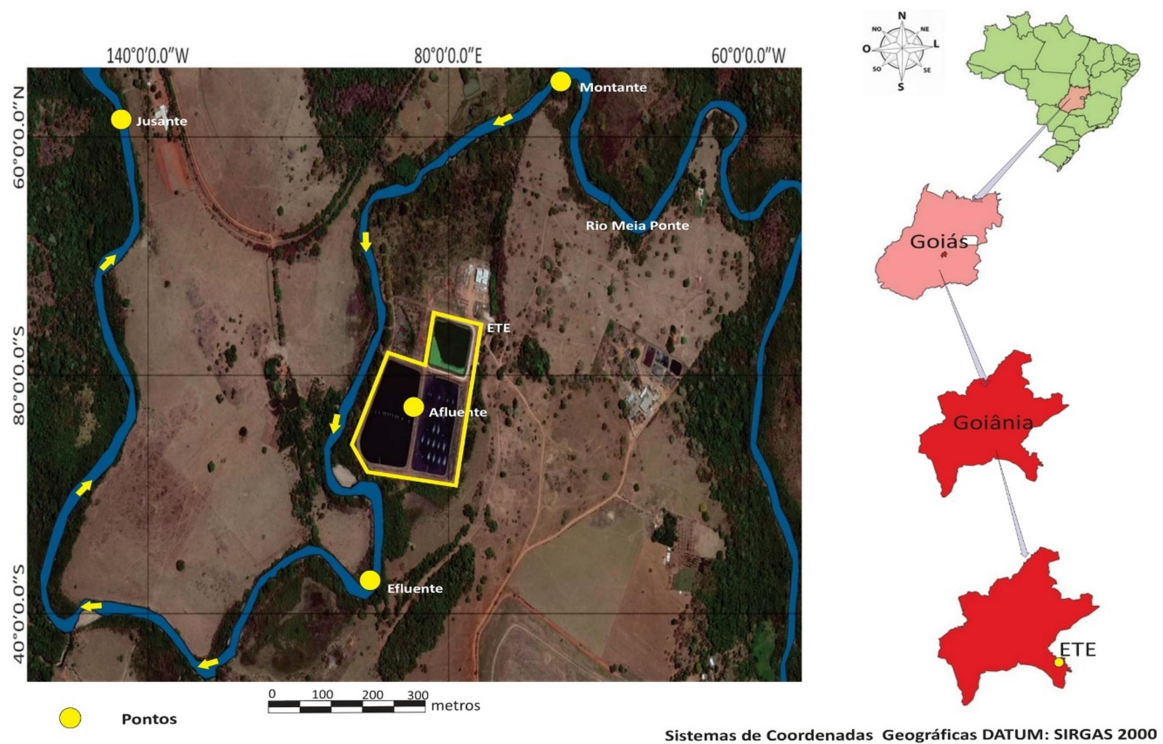 140°0'0.0''W
80°0'0.0''E
60°0'0.0''W
60°0'0.0''N
80°0'0.0''S
40°0'0.0''S
Montante
Jusante
Rio Meia Ponte
ETE
Afluente
Efluente
N
NO
NE
O
L
SO
SE
S
Goiás
Goiânia
ETE
Pontos
0 100 200 300
metros
Sistemas de Coordenadas Geográficas DATUM: SIRGAS 2000